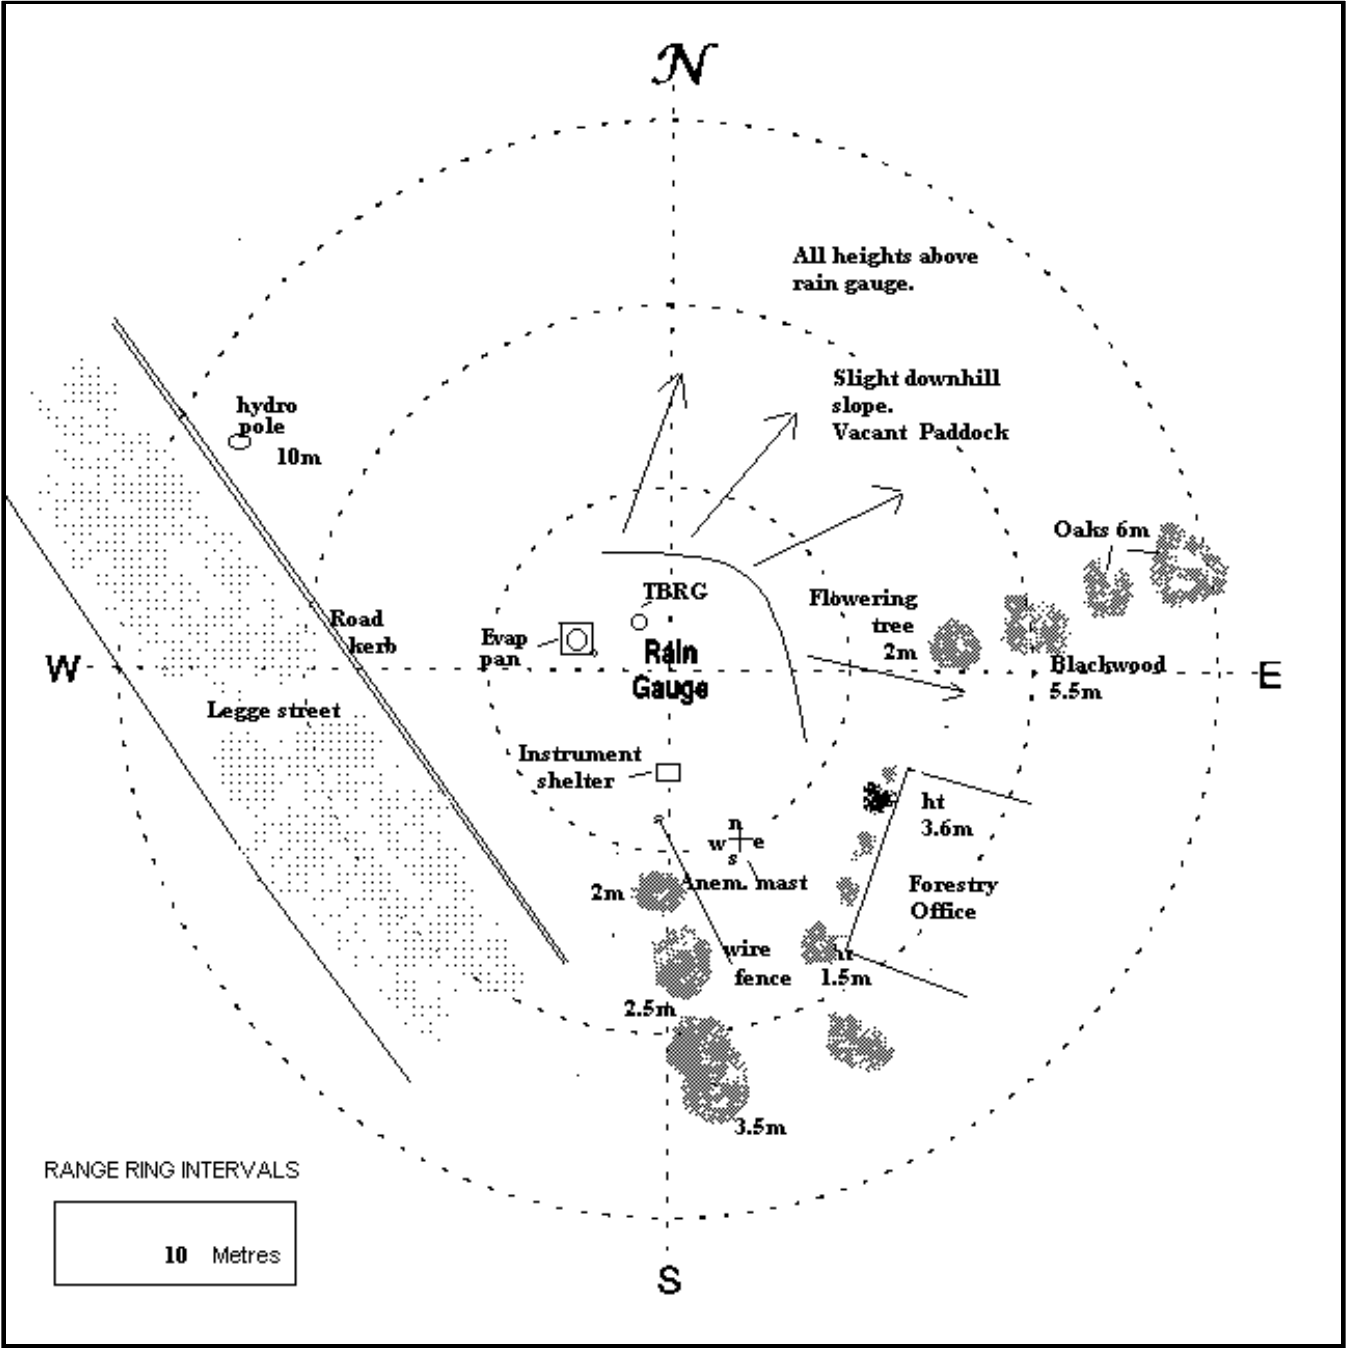 N
All heights above
rain gauge.
Slight downhill
slope.
Vacant Paddock
hydro
pole
10m
Oaks 6m
TBRG
Flowering
tree
2m
Road
kerb
Evap
pan
Rain
Gauge
W
E
Blackwood
5.5m
Legge street
Instrument
shelter
ht
3.6m
n
w e
s
Anem. mast
2m
Forestry
Office
wire
fence
ht
1.5m
2.5m
3.5m
RANGE RING INTERVALS
10 Metres
S